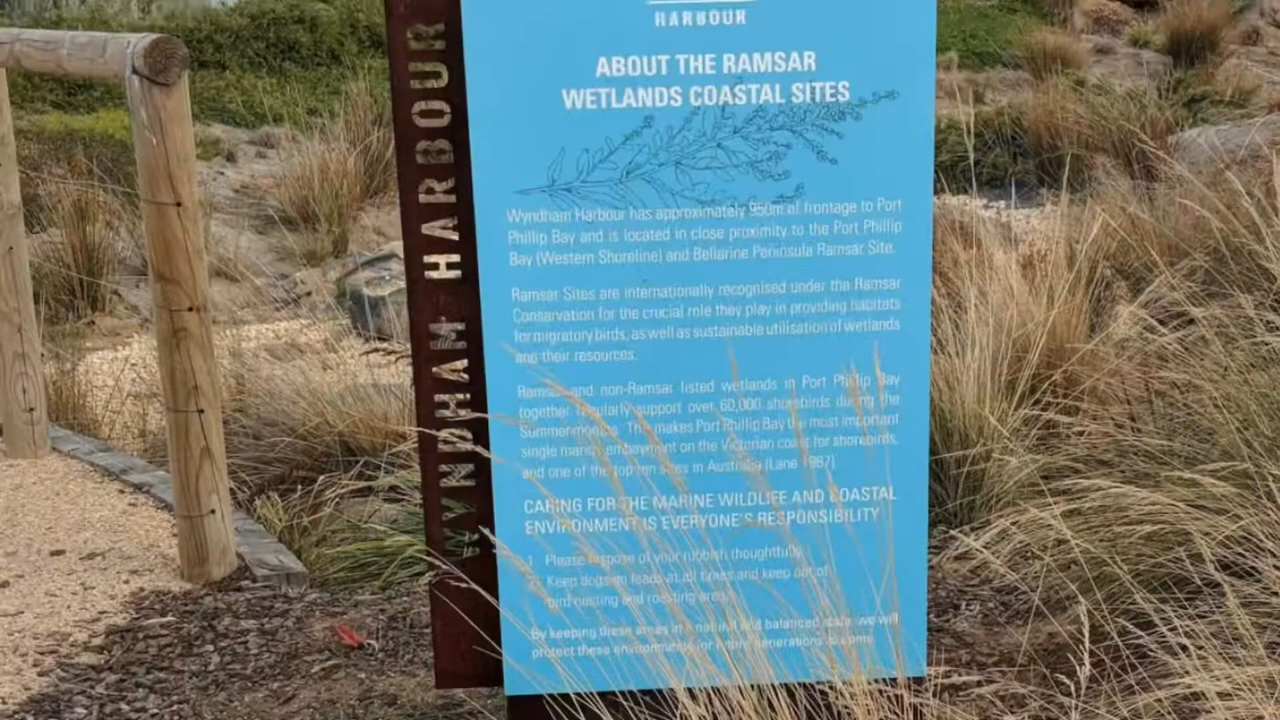 HARBOUR
ABOUT THE RAMSAR
WETLANDS COASTAL SITES
Wyndham Harbour has approximately 950m of frontage to Port
Phillip Bay and is located in close proximity to the Port Phillip
Bay (Western Shoreline) and Bellarine Peninsula Ramsar Site.
Ramsar Sites are internationally recognised under the Ramsar
Conservation for the crucial role they play in providing habitats
for migratory birds, as well as sustainable utilisation of wetlands
and their resources.
Ramsar and non-Ramsar listed wetlands in Port Phillip Bay
together regularly support over 60,000 shorebirds during the
Summer months. This makes Port Phillip Bay the most important
single marine embayment on the Victorian coast for shorebirds,
and one of the top ten sites in Australia (Lane 1987)
CARING FOR THE MARINE WILDLIFE AND COASTAL
ENVIRONMENT IS EVERYONE'S RESPONSIBILITY
1. Please dispose of your rubbish thoughtfully
2. Keep dogs on leads at all times and keep out of
bird nesting and roosting areas
By keeping these areas in a natural and balanced state, we will
protect these environments for future generations to come
WYNDHAM HARBOUR